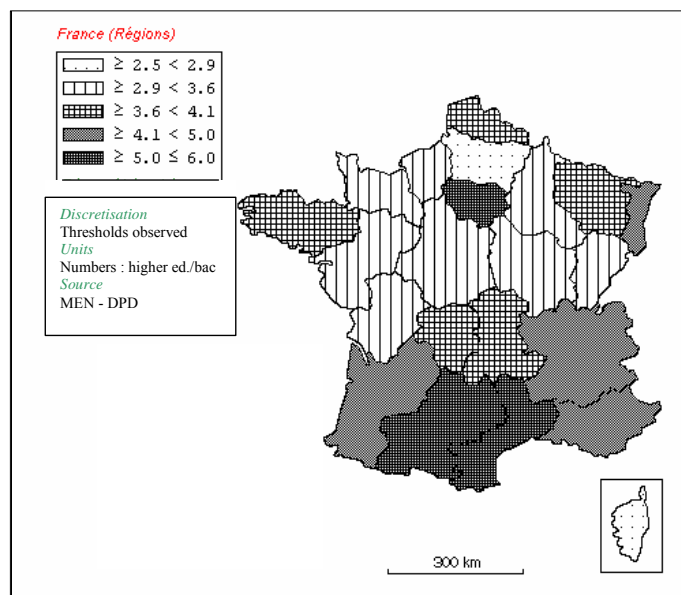 France (Régions)
≥ 2.5 < 2.9
≥ 2.9 < 3.6
≥ 3.6 < 4.1
≥ 4.1 < 5.0
≥ 5.0 ≤ 6.0
Discretisation
Thresholds observed
Units
Numbers : higher ed./bac
Source
MEN - DPD
300 km